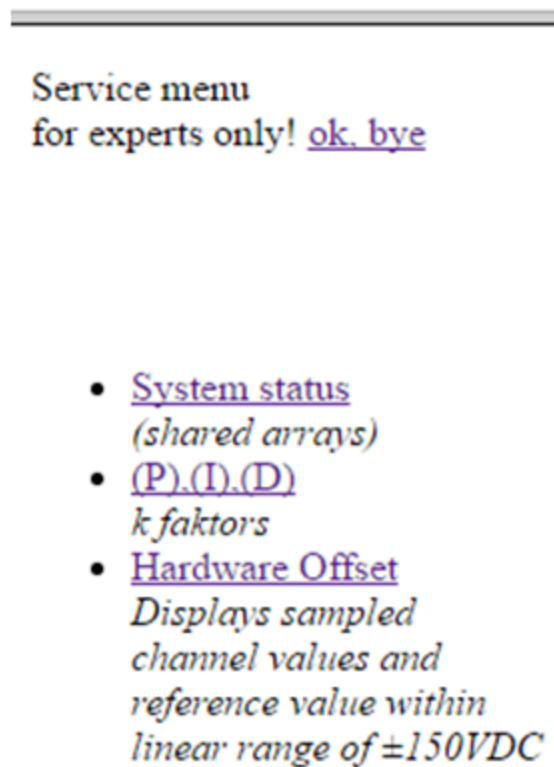 Service menu
for experts only! ok, bye
System status
(shared arrays)
(P),(I),(D)
k faktors
Hardware Offset
Displays sampled
channel values and
reference value within
linear range of ±150VDC